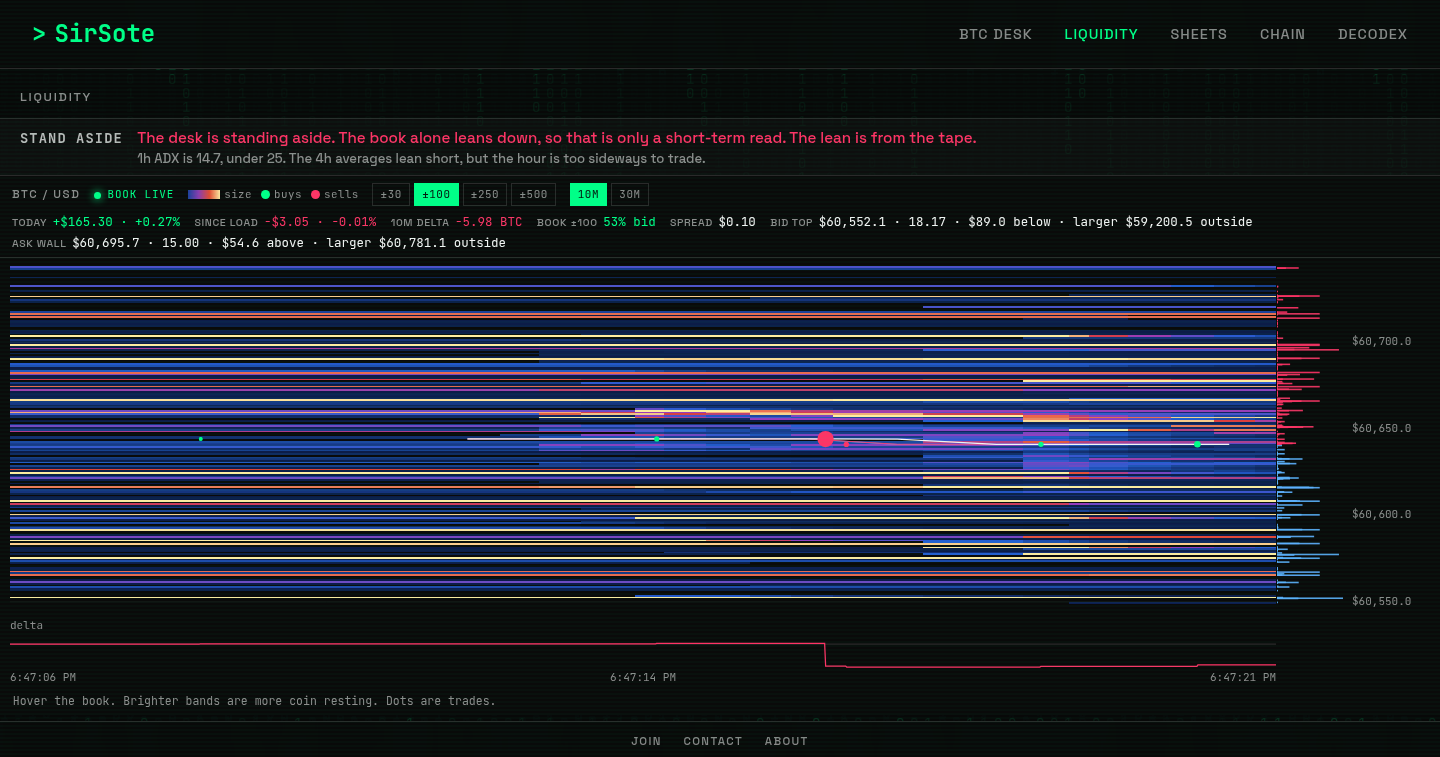 > SirSote
BTC DESK LIQUIDITY SHEETS CHAIN DECODEX
LIQUIDITY
STAND ASIDE The desk is standing aside. The book alone leans down, so that is only a short-term read. The lean is from the tape.
1h ADX is 14.7, under 25. The 4h averages lean short, but the hour is too sideways to trade.
BTC / USD BOOK LIVE size buys sells ±30 ±100 ±250 ±500 10M 30M
TODAY +$165.30 · +0.27% SINCE LOAD -$3.05 · -0.01% 10M DELTA -5.98 BTC BOOK ±100 53% bid SPREAD $0.10 BID TOP $60,552.1 · 18.17 · $89.0 below · larger $59,200.5 outside
ASK WALL $60,695.7 · 15.00 · $54.6 above · larger $60,781.1 outside
$60,700.0
$60,650.0
$60,600.0
$60,550.0
delta
6:47:06 PM 6:47:14 PM 6:47:21 PM
Hover the book. Brighter bands are more coin resting. Dots are trades.
JOIN CONTACT ABOUT